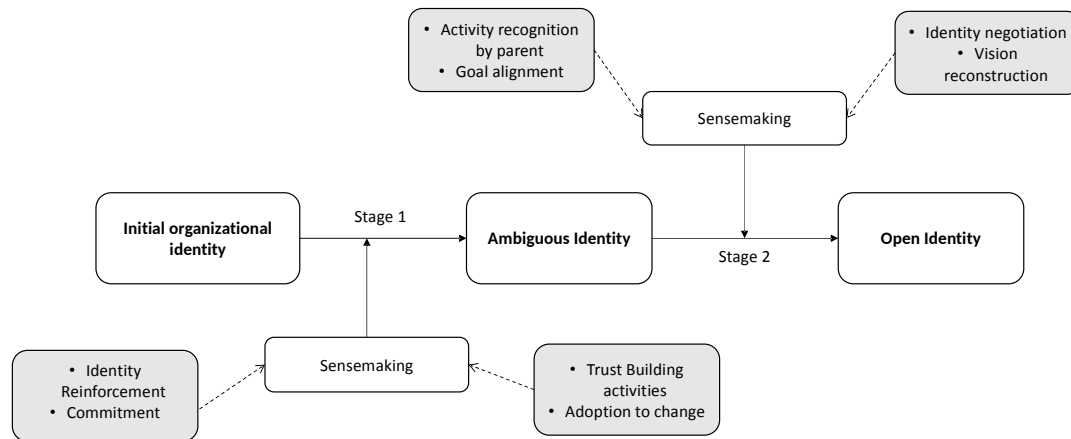 • Activity recognition
by parent
• Goal alignment
• Identity negotiation
• Vision
reconstruction
Sensemaking
Initial organizational
identity
Stage 1
Ambiguous Identity
Stage 2
Open Identity
• Identity
Reinforcement
• Commitment
Sensemaking
• Trust Building
activities
• Adoption to change